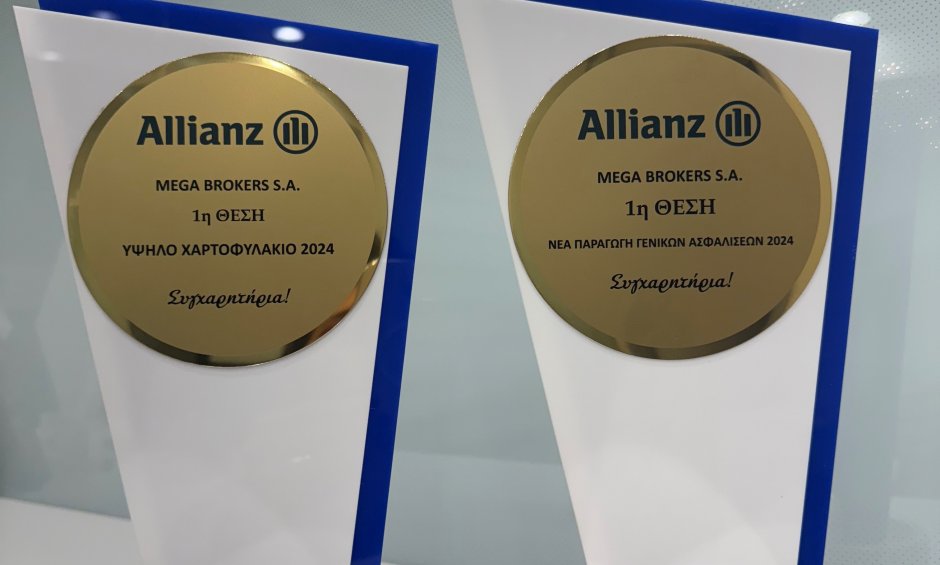 Allianz
MEGA BROKERS S.A.
1η ΘΕΣΗ
ΥΨΗΛΟ ΧΑΡΤΟΦΥΛΑΚΙΟ 2024
Συγχαρητήρια!
Allianz
MEGA BROKERS S.A.
1η ΘΕΣΗ
ΝΕΑ ΠΑΡΑΓΩΓΗ ΓΕΝΙΚΩΝ ΑΣΦΑΛΙΣΕΩΝ 2024
Συγχαρητήρια!